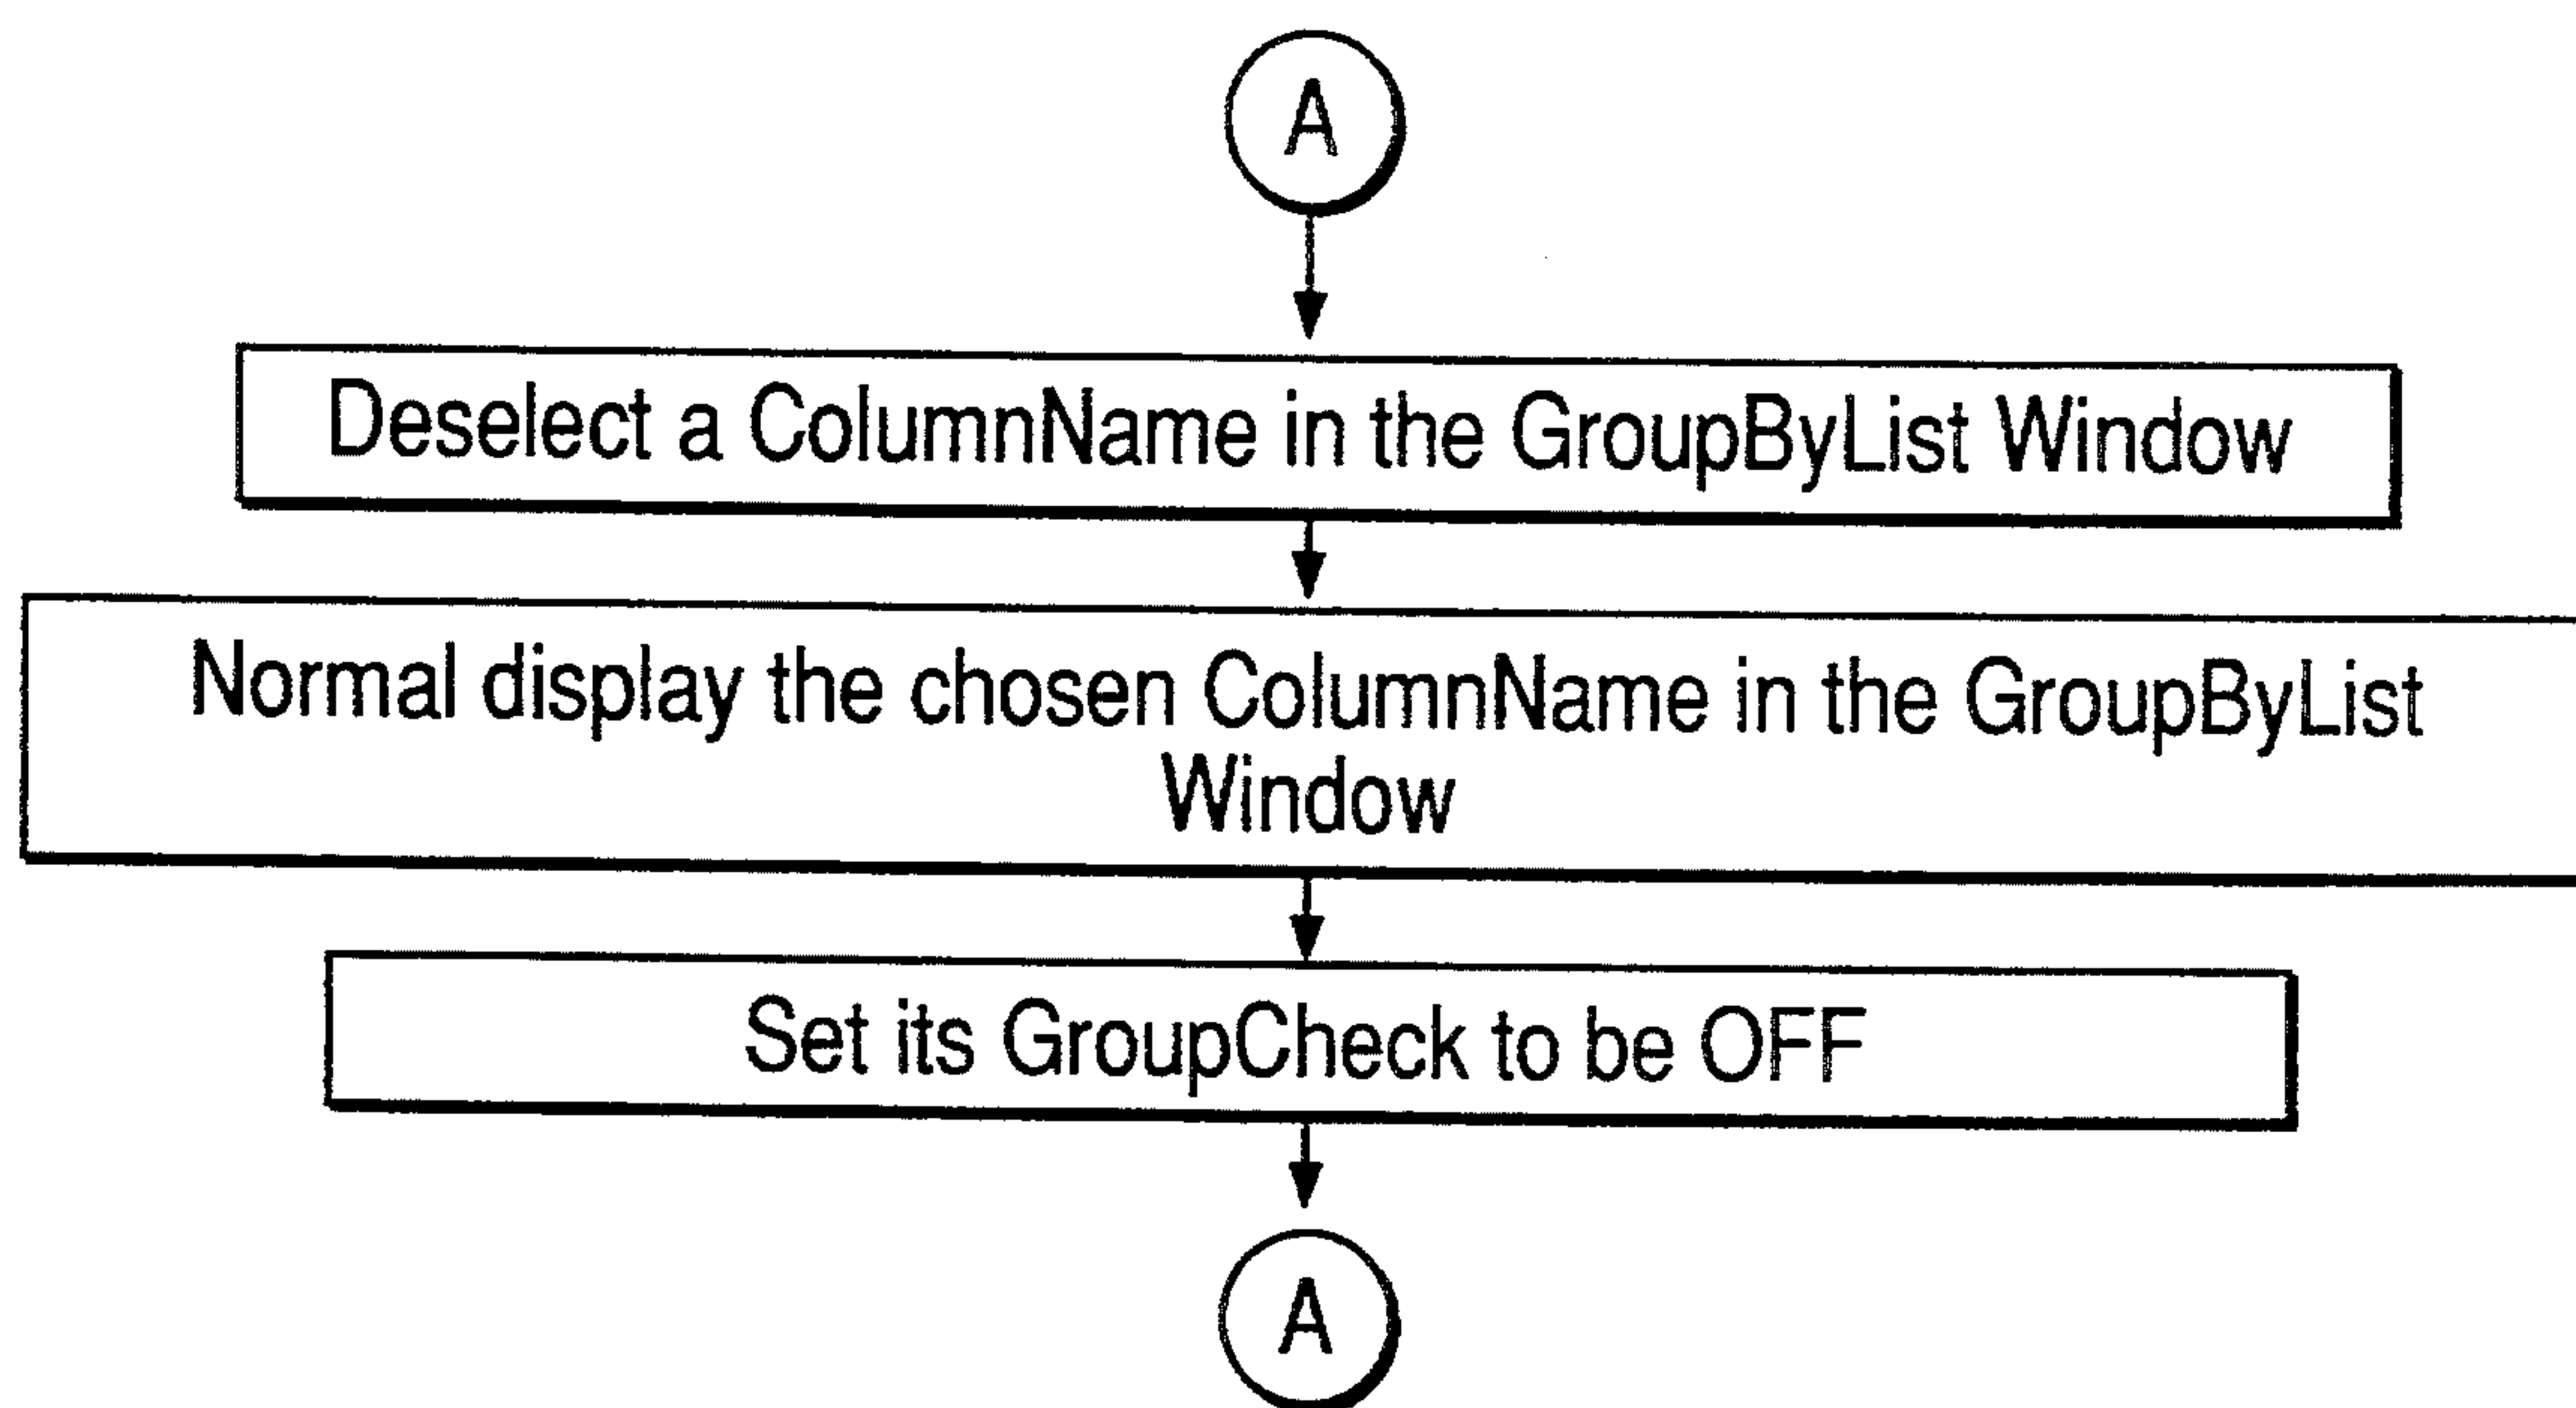 A
Deselect a ColumnName in the GroupByList Window
Normal display the chosen ColumnName in the GroupByList
Window
Set its GroupCheck to be OFF
A